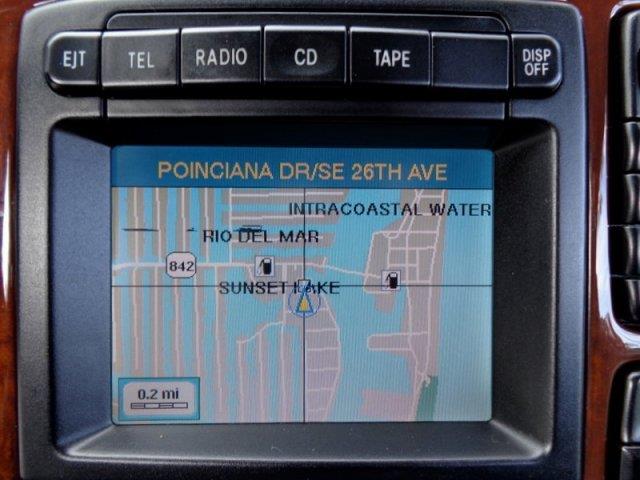 EJT TEL RADIO CD TAPE DISP OFF
POINCIANA DR/SE 26TH AVE
INTRACOASTAL WATER
RIO DEL MAR
842
SUNSET LAKE
0.2 mi